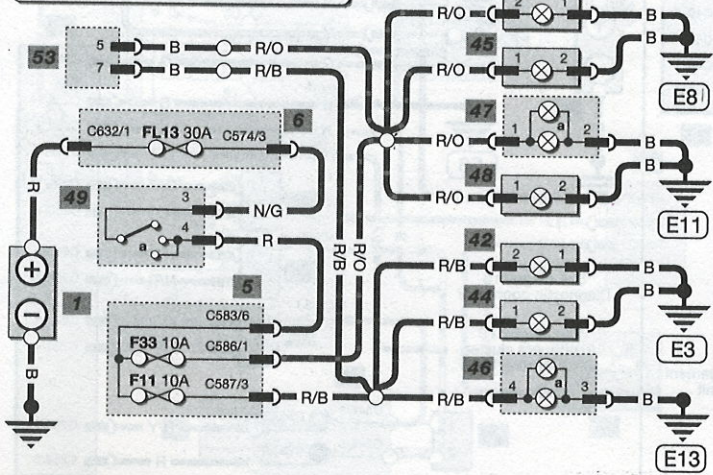 R/O 2 1 B
53 5 B R/O
7 B R/B
45 R/O 1 2 B
E8
6 C632/1 FL13 30A C574/3
47 R/O 1 a 2 B
R
49 3 N/G
4 R
a
48 R/O 1 2 B
E11
R/B R/O
42 R/B 2 1 B
+
−
1
5 C583/6
F33 10A C586/1
F11 10A C587/3 R/B
44 R/B 1 2 B
E3
B
46 R/B 4 a 3 B
E13